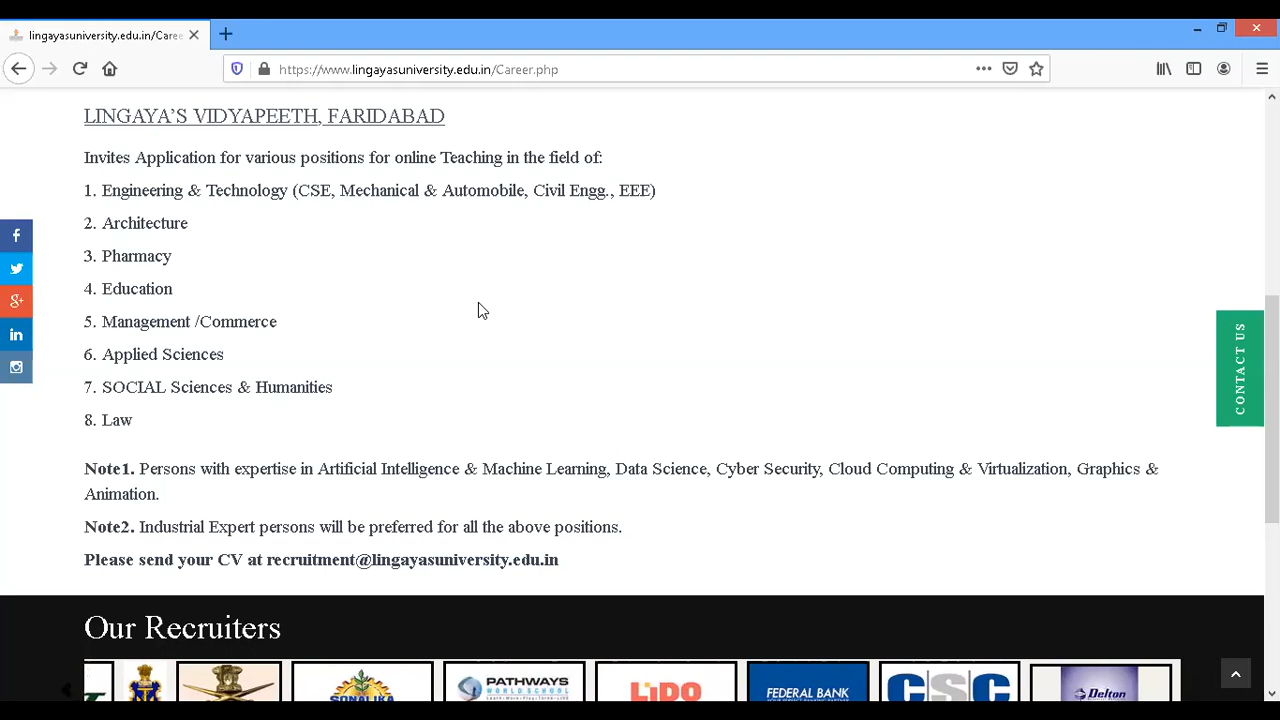 lingayasuniversity.edu.in/Caree
https://www.lingayasuniversity.edu.in/Career.php
LINGAYA’S VIDYAPEETH, FARIDABAD
Invites Application for various positions for online Teaching in the field of:
1. Engineering & Technology (CSE, Mechanical & Automobile, Civil Engg., EEE)
2. Architecture
3. Pharmacy
4. Education
5. Management /Commerce
6. Applied Sciences
7. SOCIAL Sciences & Humanities
8. Law
CONTACT US
Note1. Persons with expertise in Artificial Intelligence & Machine Learning, Data Science, Cyber Security, Cloud Computing & Virtualization, Graphics &
Animation.
Note2. Industrial Expert persons will be preferred for all the above positions.
Please send your CV at recruitment@lingayasuniversity.edu.in
Our Recruiters
SONALIKA
PATHWAYS
WORLD SCHOOL
LiDO
FEDERAL BANK
CSC
Delton